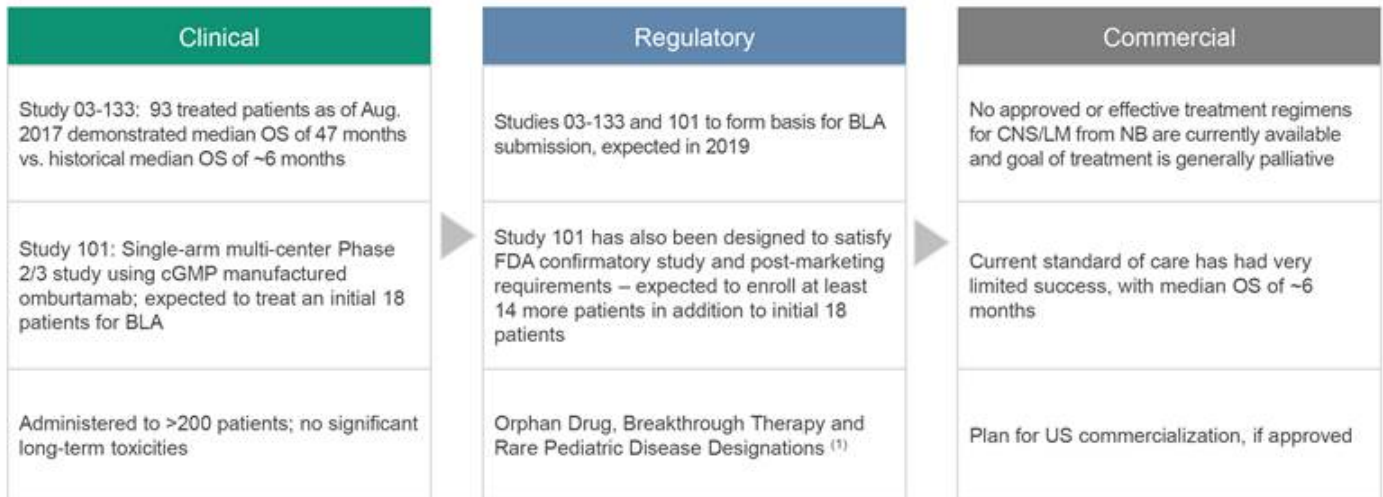 Clinical
Study 03-133: 93 treated patients as of Aug.
2017 demonstrated median OS of 47 months
vs. historical median OS of ~6 months
Study 101: Single-arm multi-center Phase
2/3 study using cGMP manufactured
omburtamab; expected to treat an initial 18
patients for BLA
Administered to >200 patients; no significant
long-term toxicities
Regulatory
Studies 03-133 and 101 to form basis for BLA
submission, expected in 2019
Study 101 has also been designed to satisfy
FDA confirmatory study and post-marketing
requirements – expected to enroll at least
14 more patients in addition to initial 18
patients
Orphan Drug, Breakthrough Therapy and
Rare Pediatric Disease Designations (1)
Commercial
No approved or effective treatment regimens
for CNS/LM from NB are currently available
and goal of treatment is generally palliative
Current standard of care has had very
limited success, with median OS of ~6
months
Plan for US commercialization, if approved